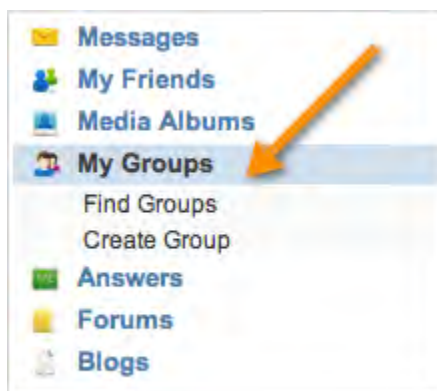 Messages
My Friends
Media Albums
My Groups
Find Groups
Create Group
Answers
Forums
Blogs